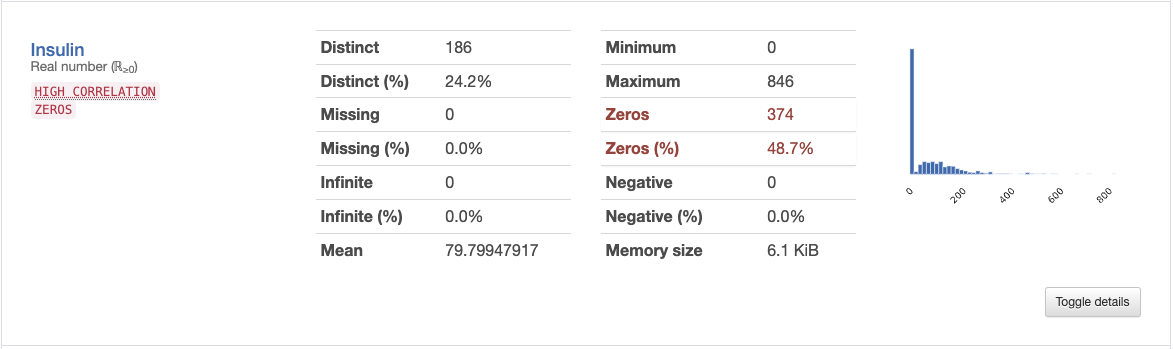 Insulin
Real number (ℝ≥0)
HIGH CORRELATION
ZEROS
Distinct 186
Distinct (%) 24.2%
Missing 0
Missing (%) 0.0%
Infinite 0
Infinite (%) 0.0%
Mean 79.79947917
Minimum 0
Maximum 846
Zeros 374
Zeros (%) 48.7%
Negative 0
Negative (%) 0.0%
Memory size 6.1 KiB
0 200 400 600 800
Toggle details